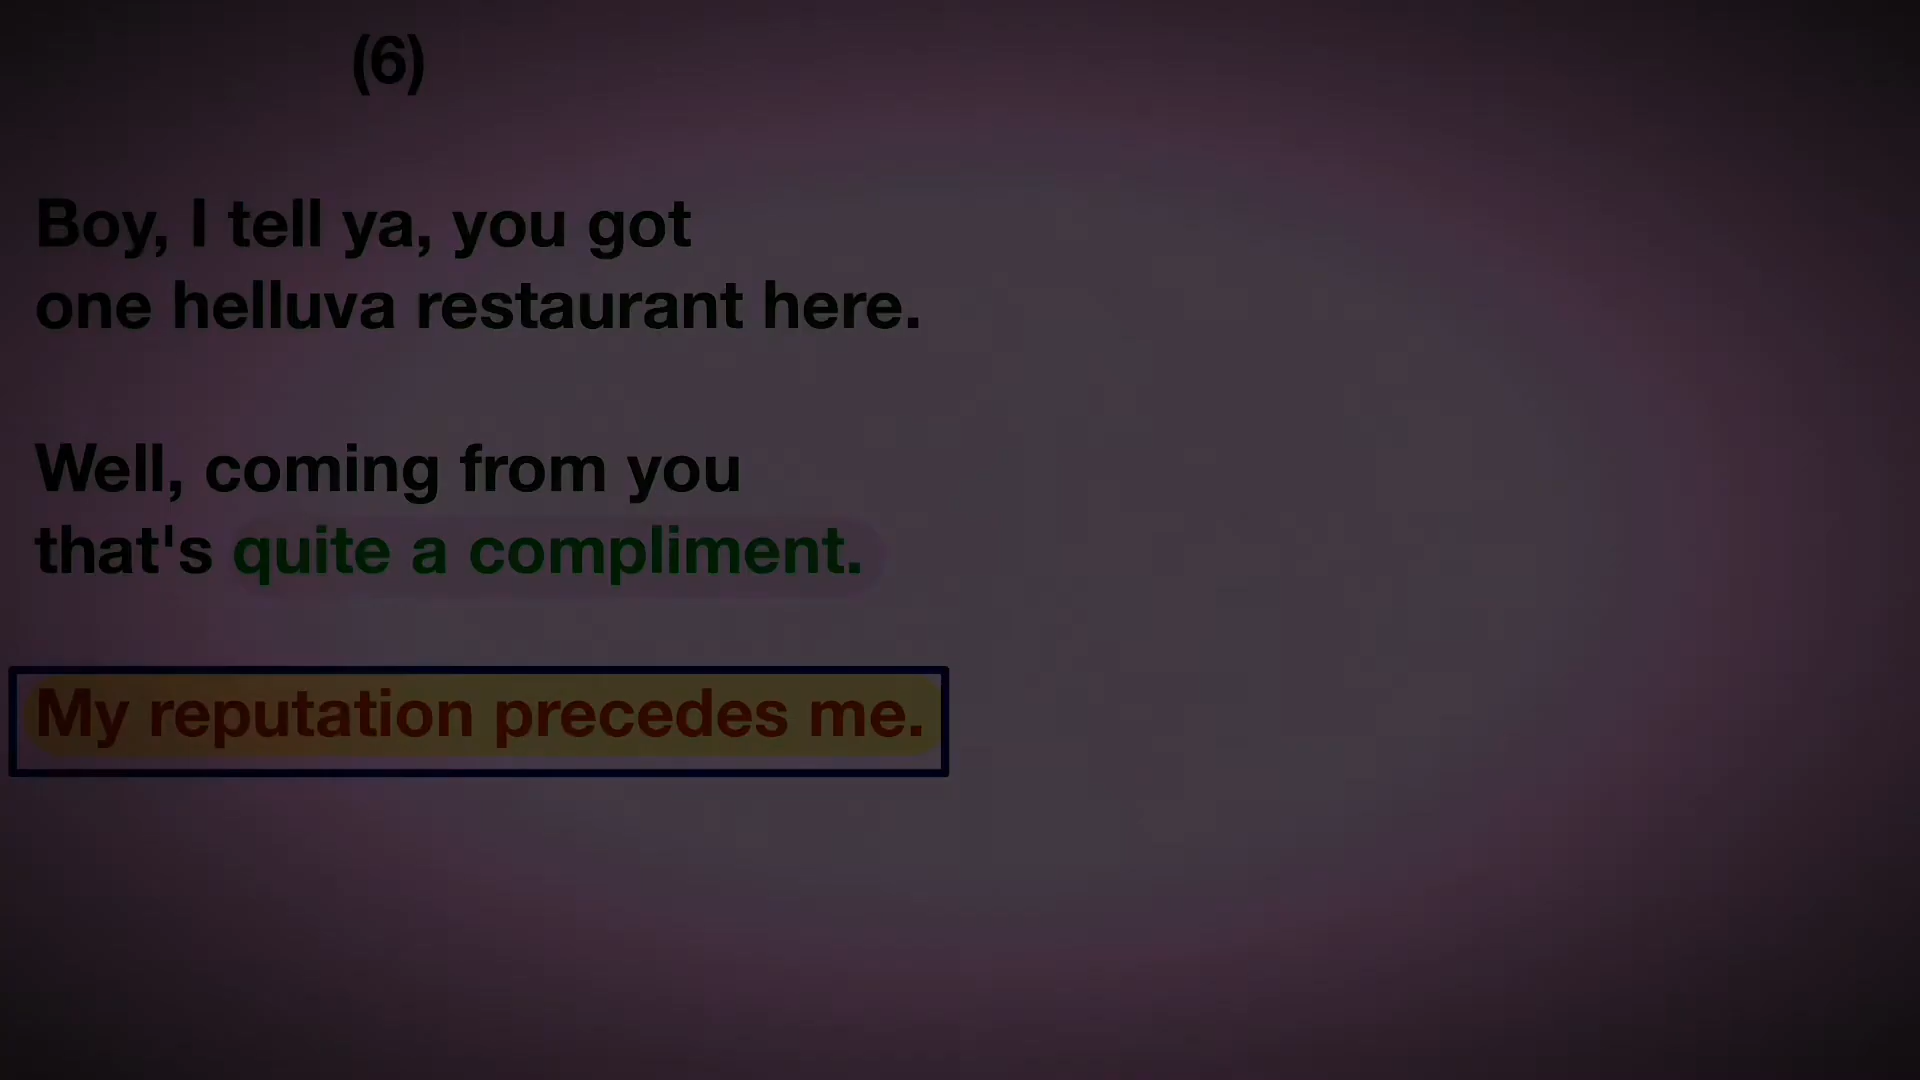 (6)
Boy, I tell ya, you got
one helluva restaurant here.
Well, coming from you
that's quite a compliment.
My reputation precedes me.